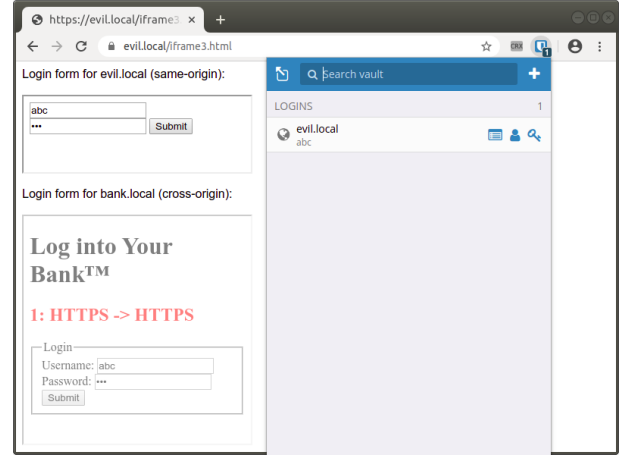 https://evil.local/iframe3
evil.local/iframe3.html
CRX
1
Login form for evil.local (same-origin):
abc
•••
Submit
Login form for bank.local (cross-origin):
Log into Your
Bank™
1: HTTPS -> HTTPS
Login
Username: abc
Password: •••
Submit
Search vault
LOGINS 1
evil.local
abc